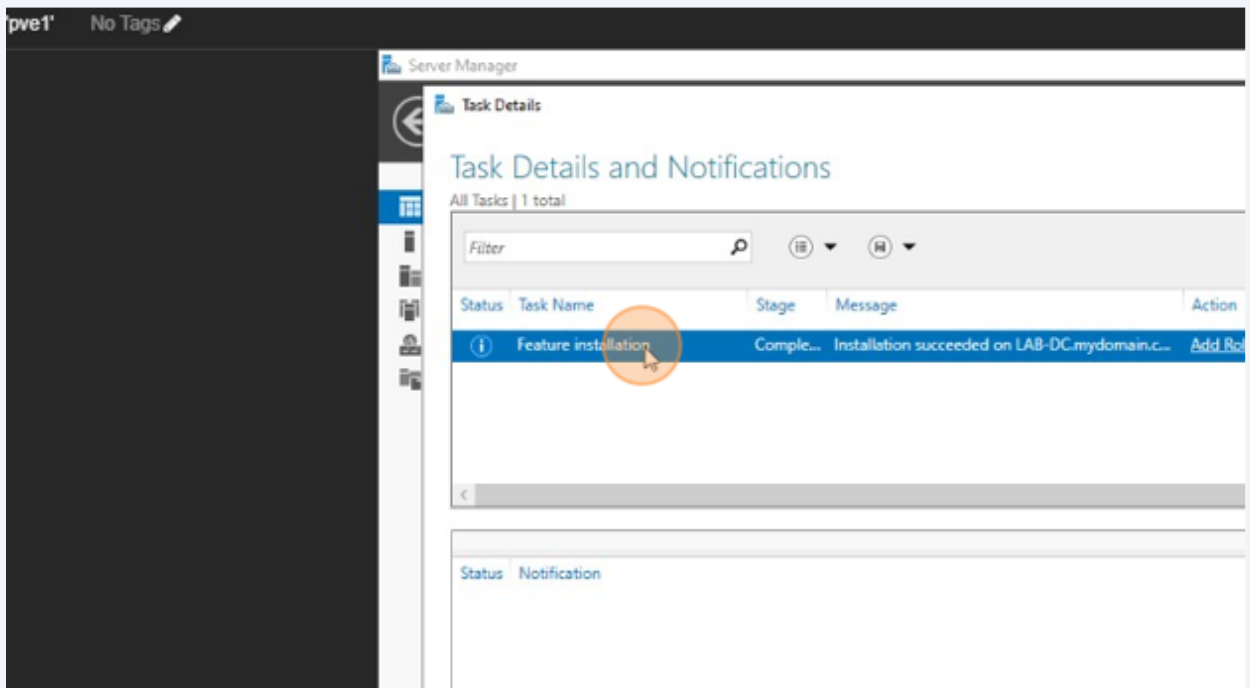 'pve1' No Tags
Server Manager
Task Details
Task Details and Notifications
All Tasks | 1 total
Filter
Status Task Name Stage Message Action
Feature installation Comple... Installation succeeded on LAB-DC.mydomain.c... Add Rol
Status Notification